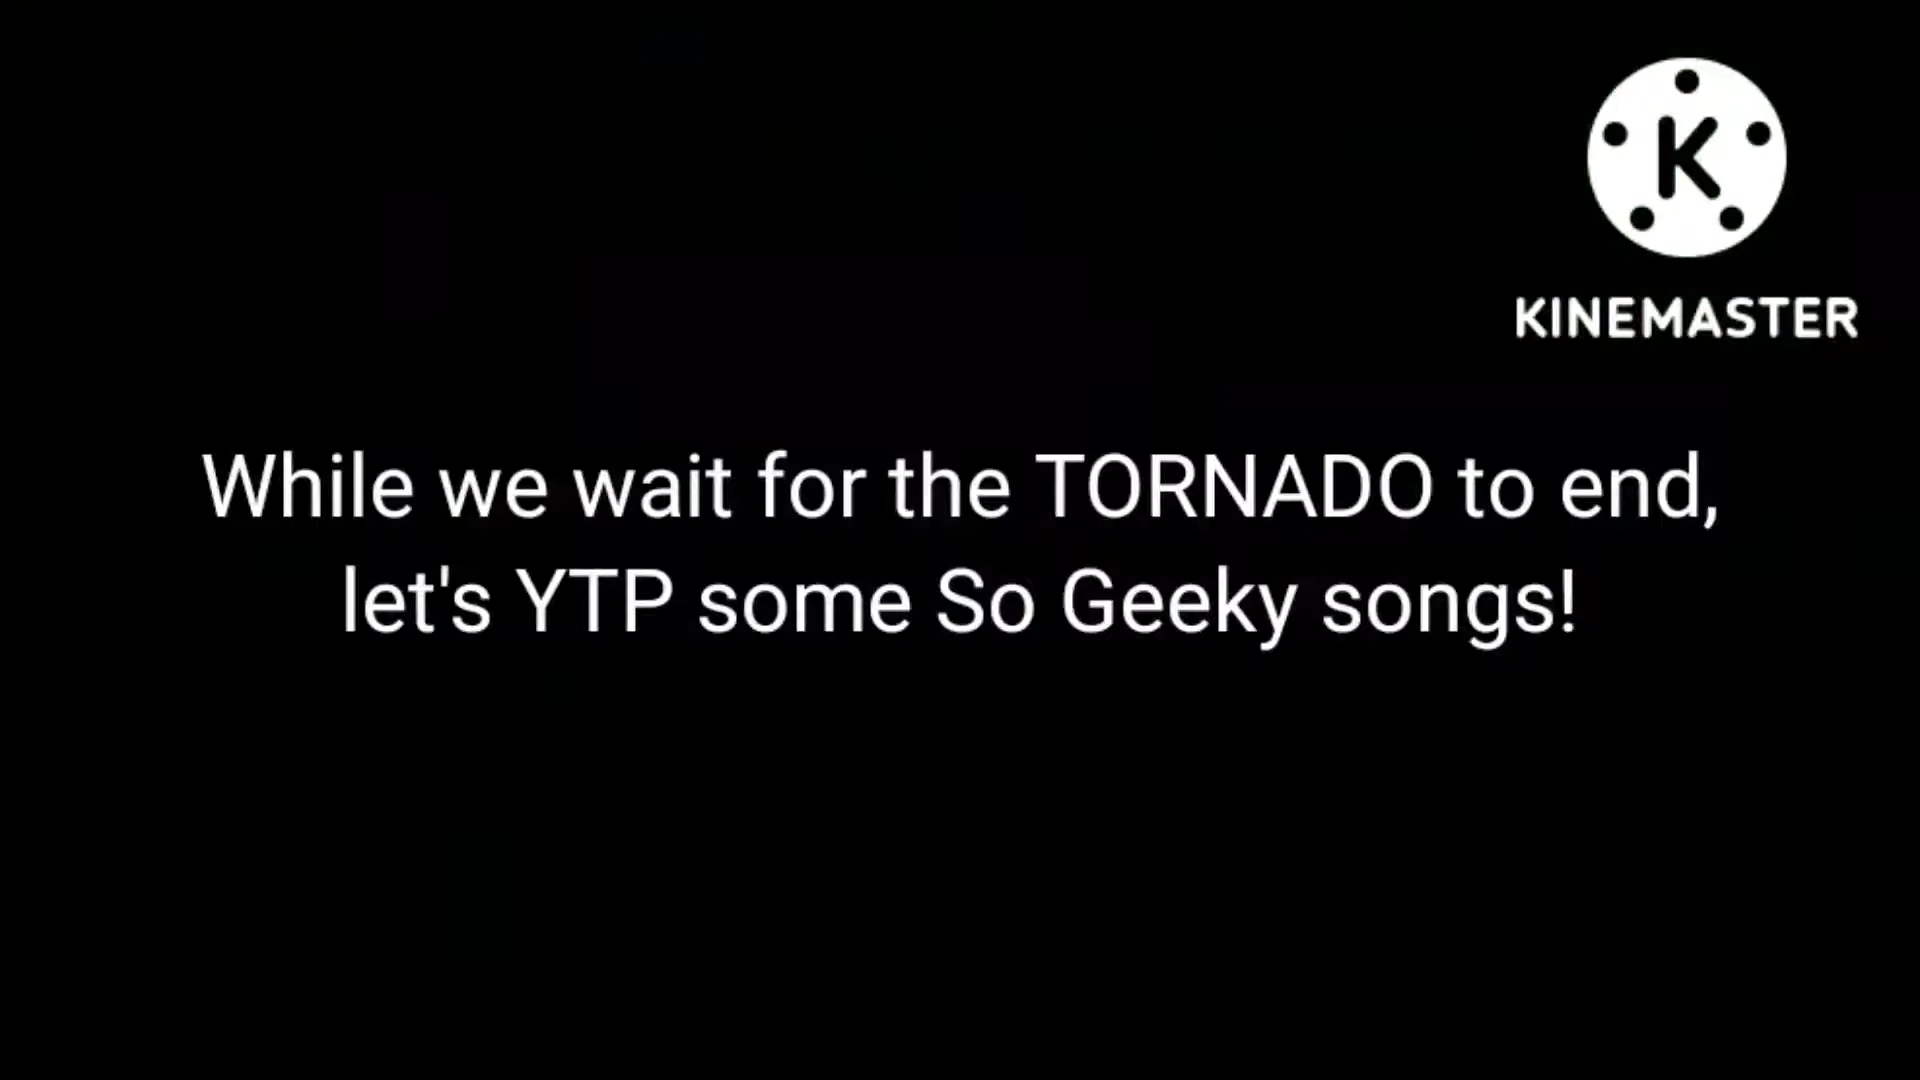 K
KINEMASTER
While we wait for the TORNADO to end,
let's YTP some So Geeky songs!